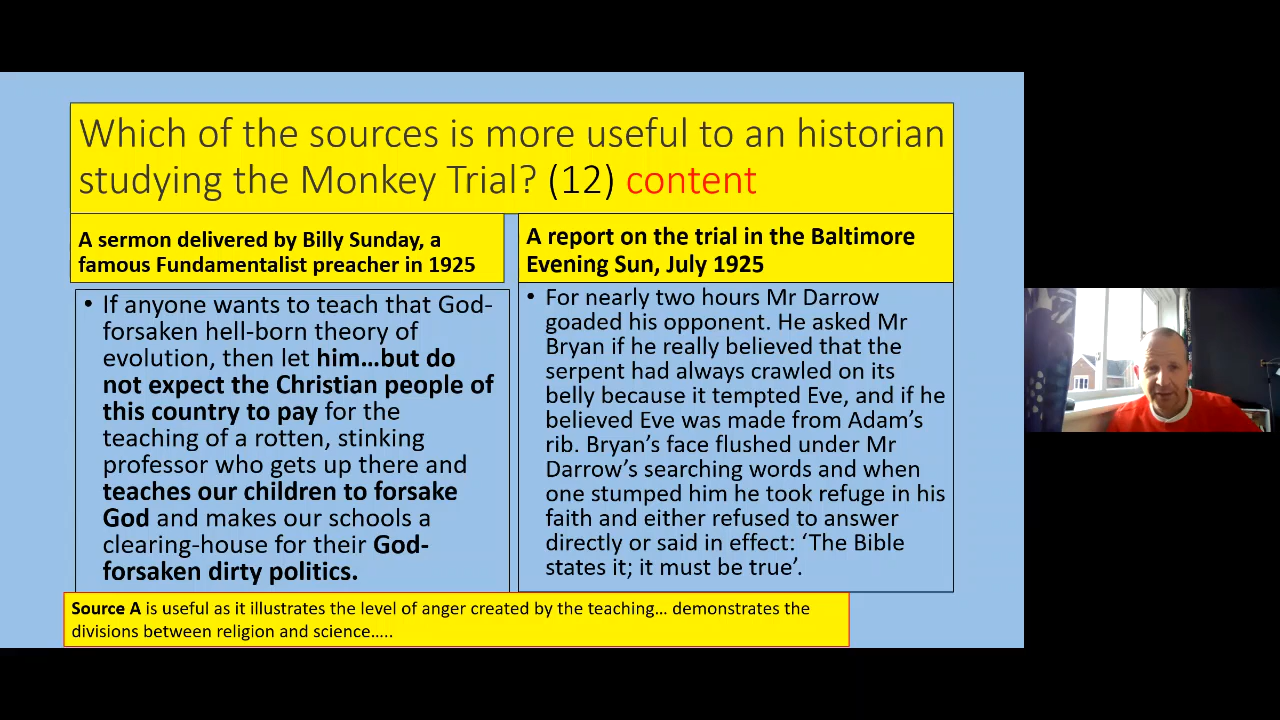 Which of the sources is more useful to an historian
studying the Monkey Trial? (12) content
A sermon delivered by Billy Sunday, a
famous Fundamentalist preacher in 1925
• If anyone wants to teach that God-
forsaken hell-born theory of
evolution, then let him...but do
not expect the Christian people of
this country to pay for the
teaching of a rotten, stinking
professor who gets up there and
teaches our children to forsake
God and makes our schools a
clearing-house for their God-
forsaken dirty politics.
A report on the trial in the Baltimore
Evening Sun, July 1925
• For nearly two hours Mr Darrow
goaded his opponent. He asked Mr
Bryan if he really believed that the
serpent had always crawled on its
belly because it tempted Eve, and if he
believed Eve was made from Adam's
rib. Bryan's face flushed under Mr
Darrow's searching words and when
one stumped him he took refuge in his
faith and either refused to answer
directly or said in effect: ‘The Bible
states it; it must be true’.
Source A is useful as it illustrates the level of anger created by the teaching... demonstrates the
divisions between religion and science.....